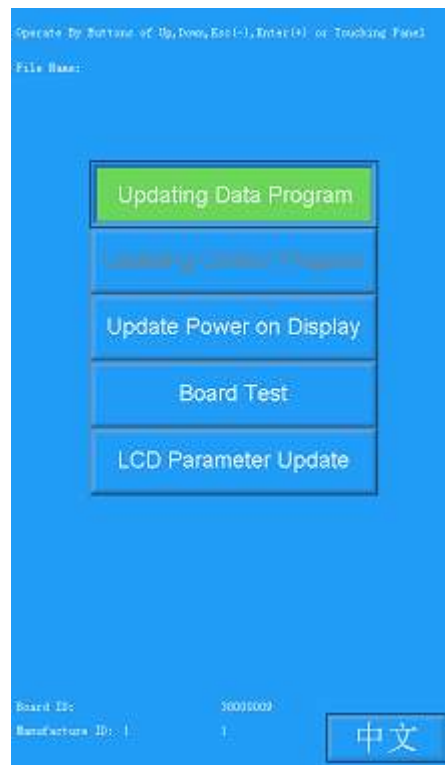 Operate By Buttons of Up,Down,Esc(-),Enter(+) or Touching Panel
File Name:
Updating Data Program
Update Power on Display
Board Test
LCD Parameter Update
Board ID:
Manufacture ID: 1 1
中文